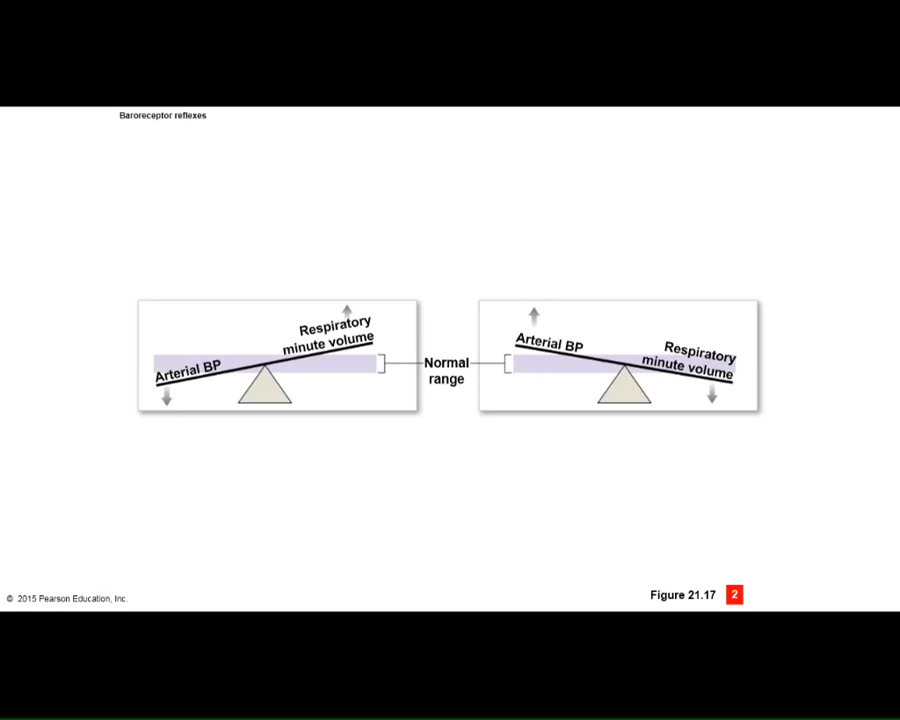 Baroreceptor reflexes
Respiratory
minute volume
Arterial BP
Normal
range
Arterial BP
Respiratory
minute volume
© 2015 Pearson Education, Inc.
Figure 21.17 2